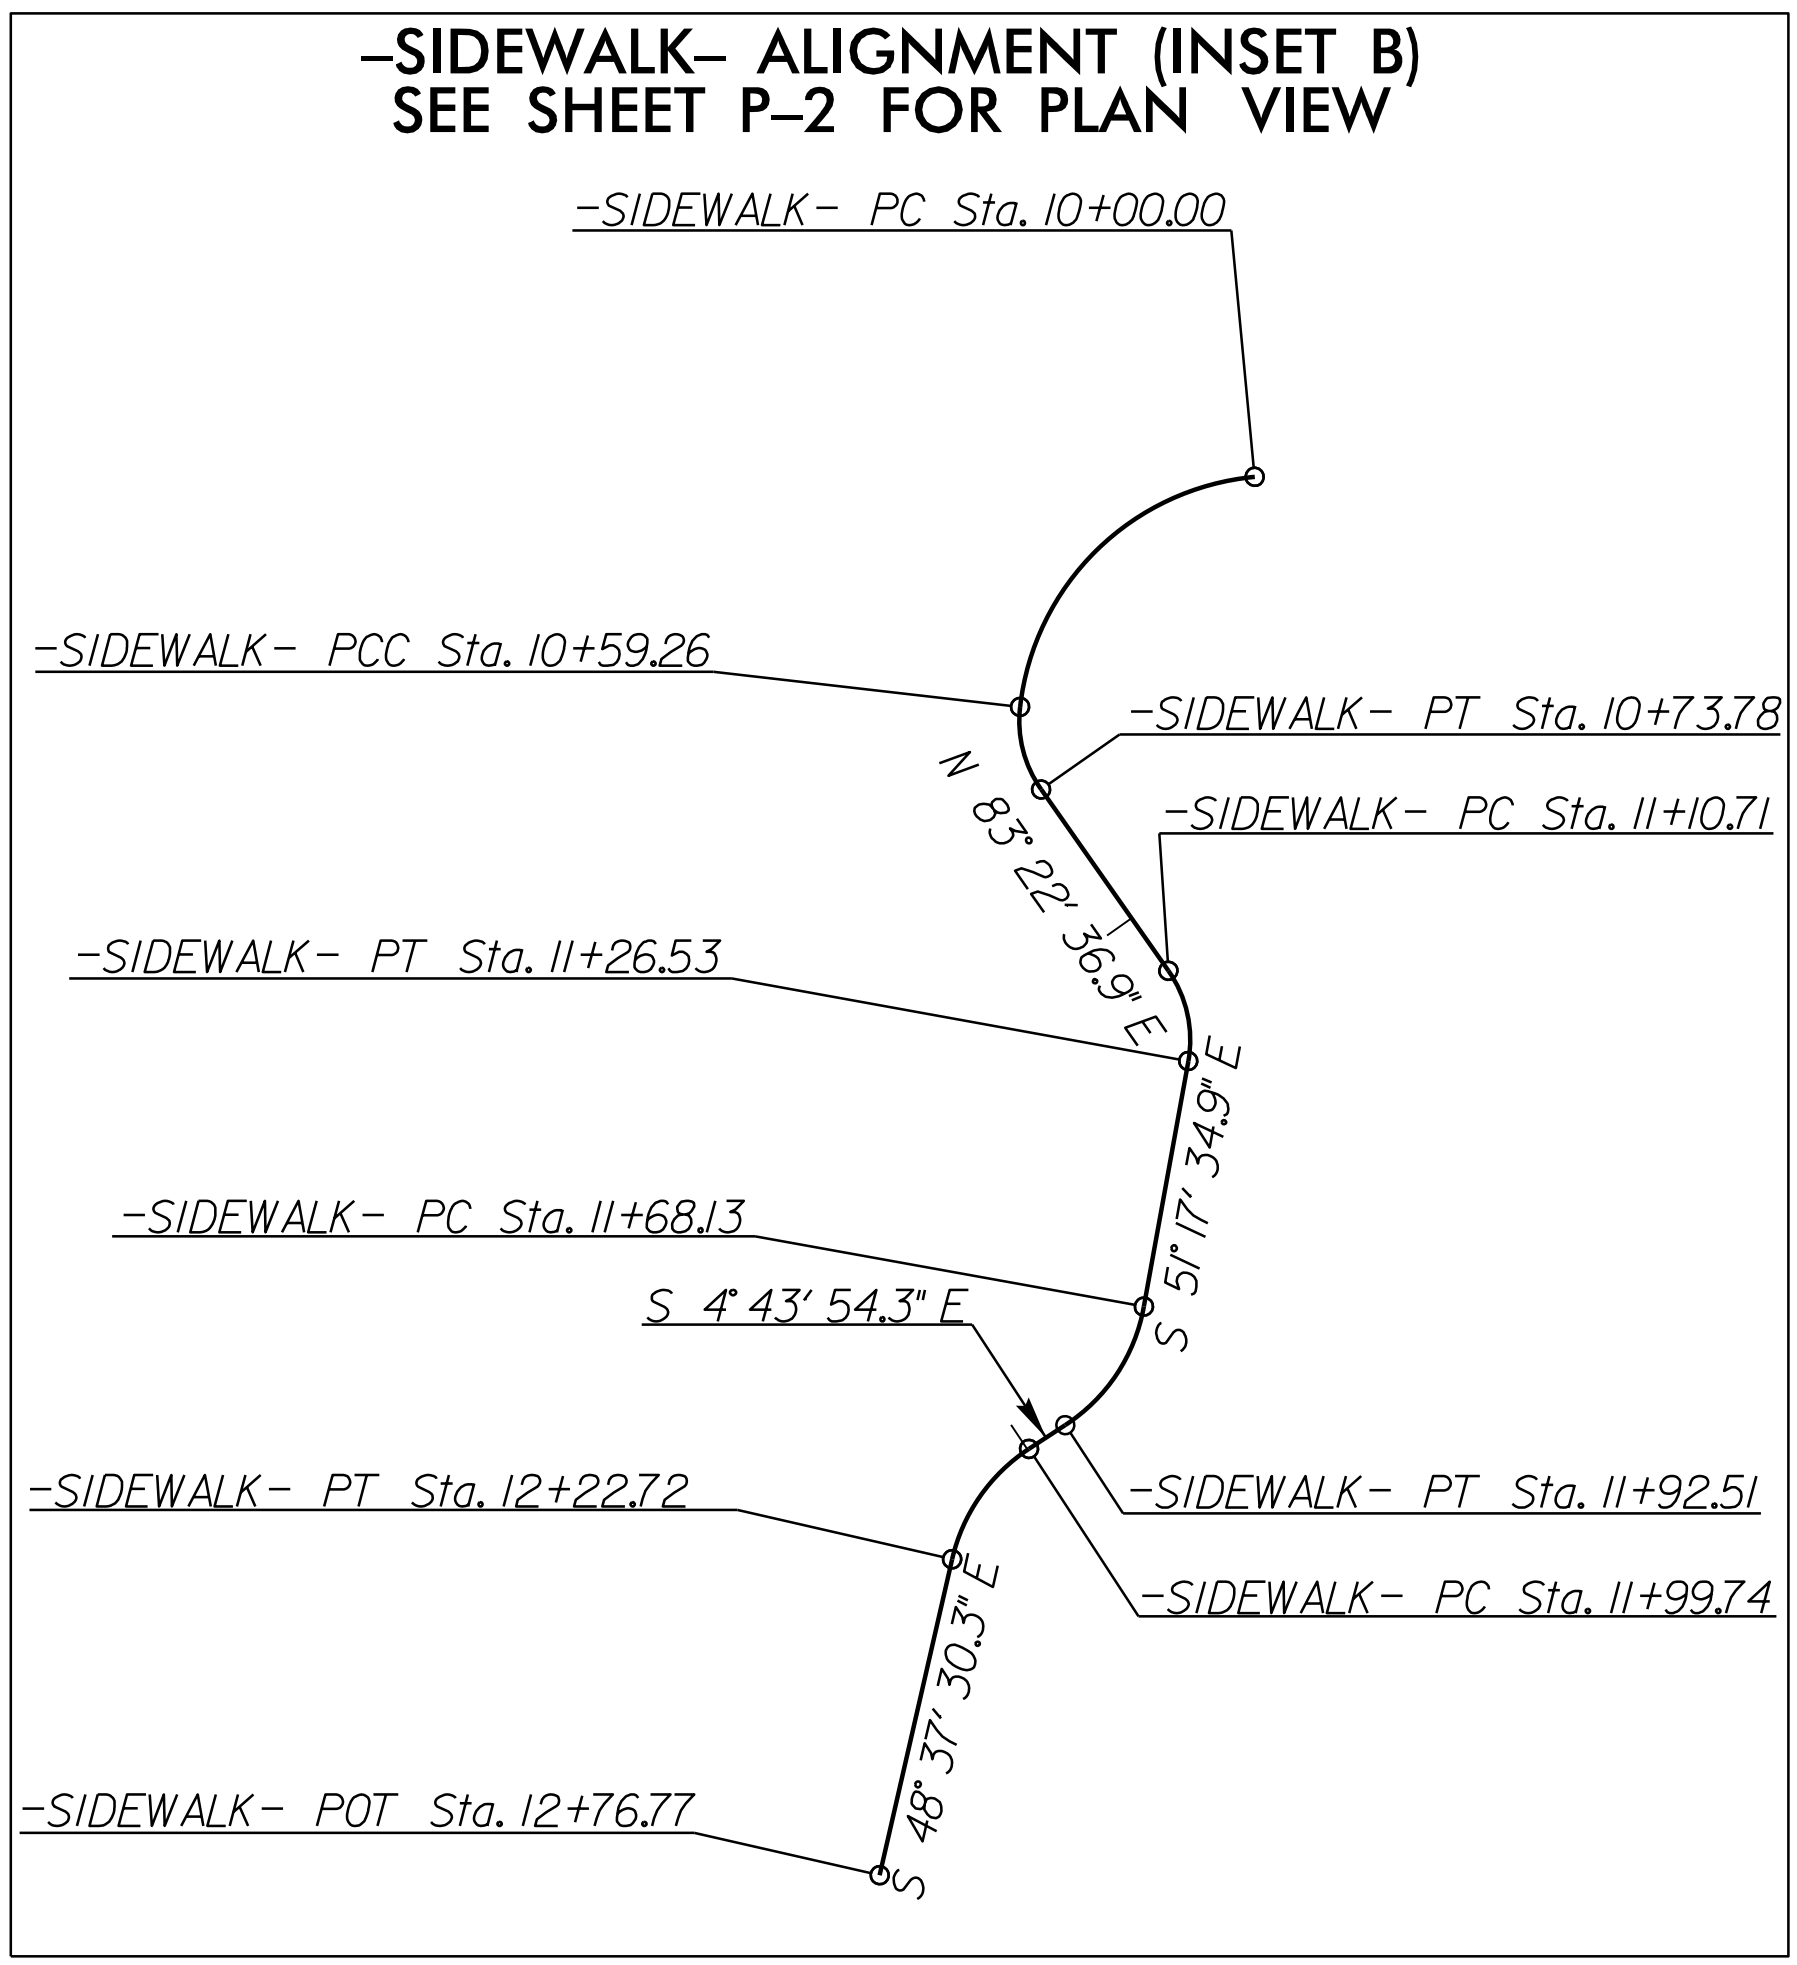 –SIDEWALK– ALIGNMENT (INSET B)
SEE SHEET P–2 FOR PLAN VIEW
-SIDEWALK- PC Sta. 10+00.00
-SIDEWALK- PCC Sta. 10+59.26
-SIDEWALK- PT Sta. 10+73.78
N 83° 22' 36.9" E
-SIDEWALK- PC Sta. 11+10.71
-SIDEWALK- PT Sta. 11+26.53
S 51° 17' 34.9" E
-SIDEWALK- PC Sta. 11+68.13
S 4° 43' 54.3" E
-SIDEWALK- PT Sta. 12+22.72
-SIDEWALK- PT Sta. 11+92.51
-SIDEWALK- PC Sta. 11+99.74
S 48° 37' 30.3" E
-SIDEWALK- POT Sta. 12+76.77